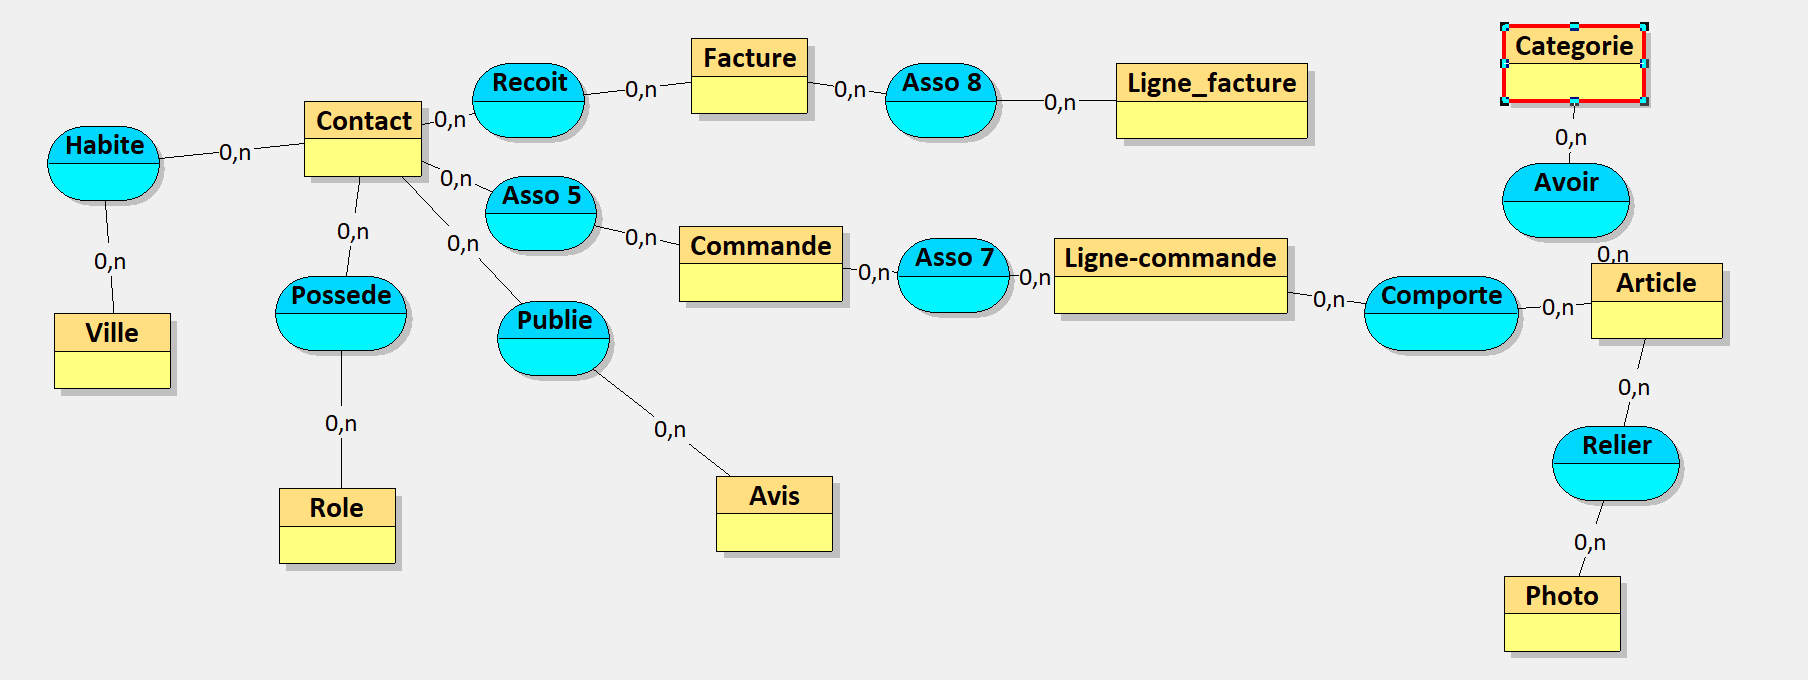 Categorie
Facture
Recoit
0,n
0,n
Asso 8
0,n
Ligne_facture
Contact
0,n
0,n
Habite
0,n
0,n
Avoir
0,n
Asso 5
0,n
0,n
0,n
Commande
0,n
Asso 7
0,n
Ligne-commande
0,n
0,n
Article
Possede
0,n
Comporte
0,n
Publie
Ville
0,n
0,n
0,n
Relier
Role
Avis
0,n
Photo